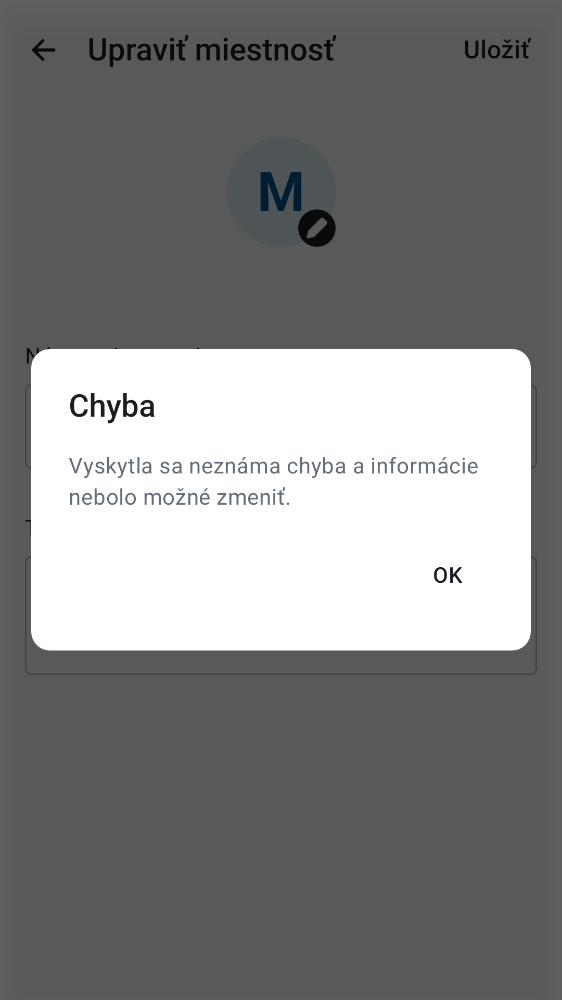 Upraviť miestnosť
Uložiť
M
Chyba
Vyskytla sa neznáma chyba a informácie
nebolo možné zmeniť.
OK